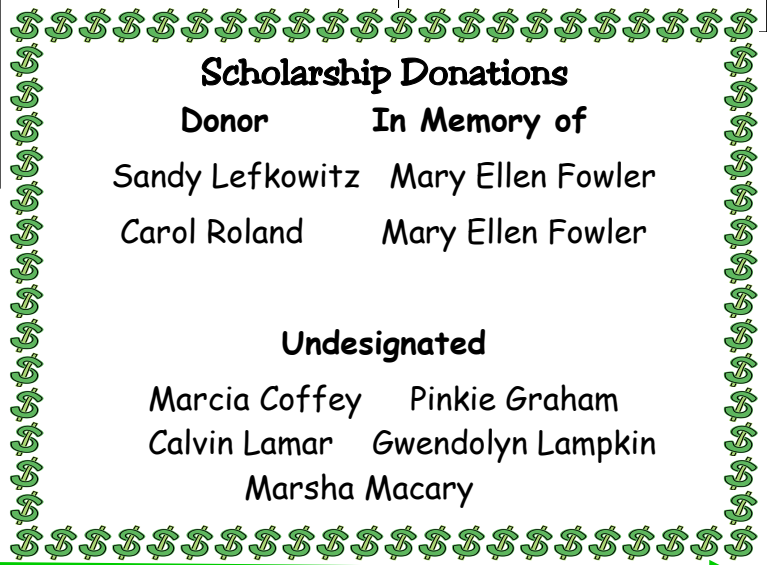 Scholarship Donations
Donor In Memory of
Sandy Lefkowitz Mary Ellen Fowler
Carol Roland Mary Ellen Fowler
Undesignated
Marcia Coffey Pinkie Graham
Calvin Lamar Gwendolyn Lampkin
Marsha Macary